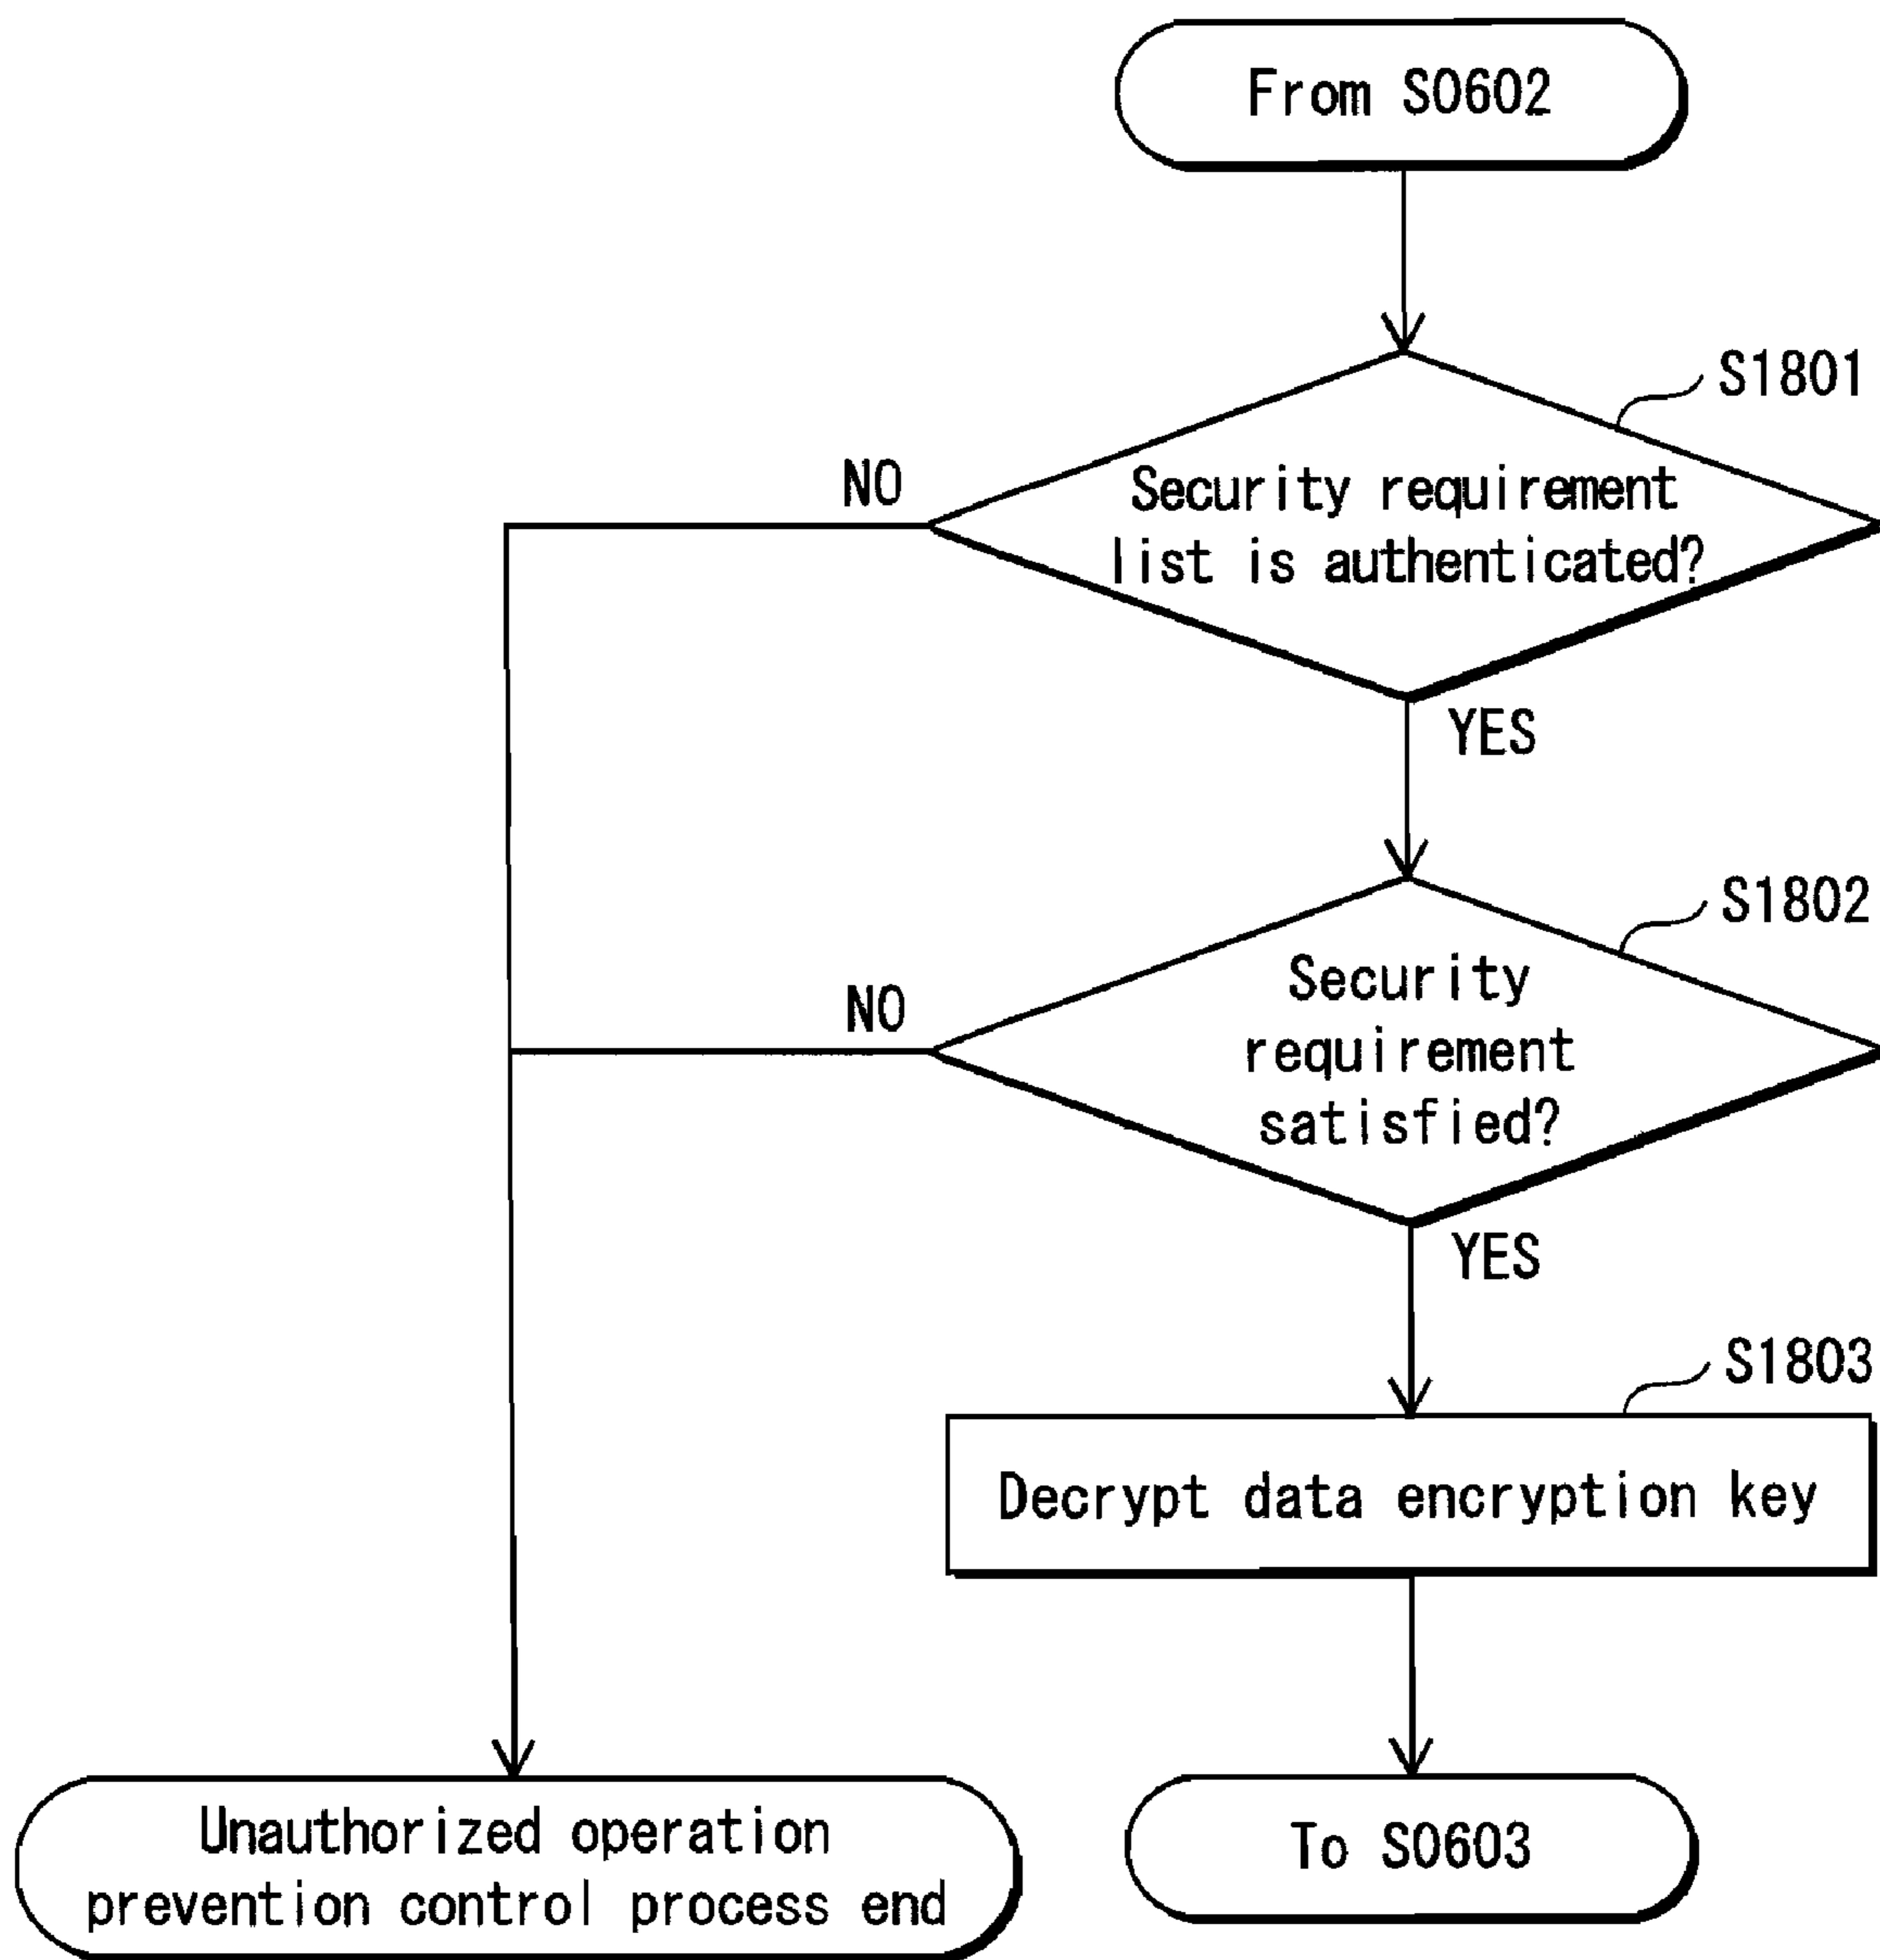 From S0602
S1801
NO
Security requirement
list is authenticated?
YES
S1802
NO
Security
requirement
satisfied?
YES
S1803
Decrypt data encryption key
Unauthorized operation
prevention control process end
To S0603